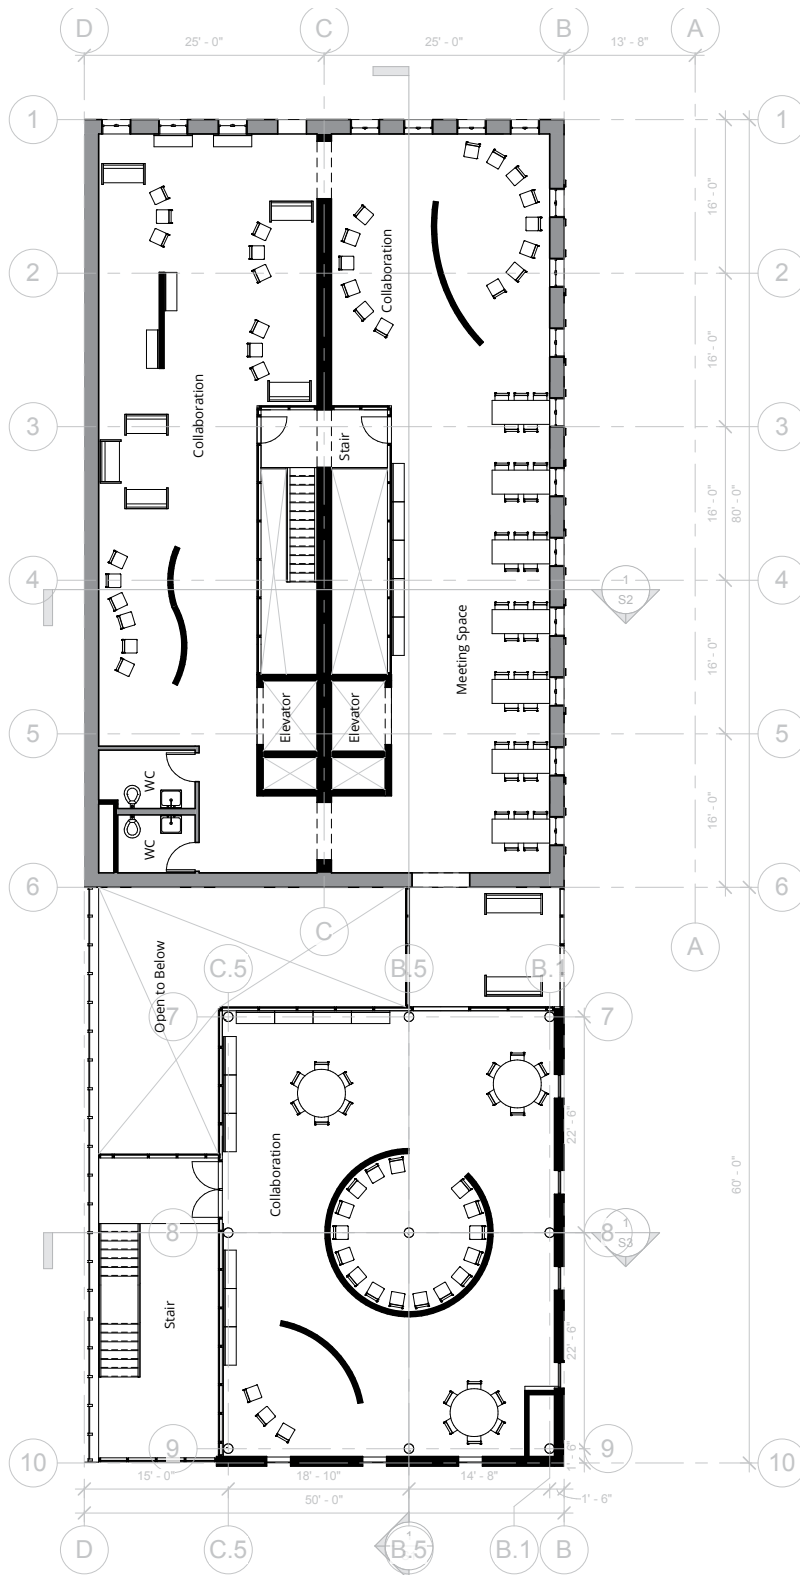 D
C
B
A
25' - 0"
25' - 0"
13' - 8"
1
1
16' - 0"
Collaboration
2
2
16' - 0"
Collaboration
3
3
Stair
16' - 0"
80' - 0"
4
4
1
S2
Meeting Space
16' - 0"
Elevator
Elevator
5
5
WC
16' - 0"
WC
6
6
C
A
C.5
B.5
B.1
Open to Below
7
7
22' - 6"
Collaboration
60' - 0"
8
8
1
S3
Stair
22' - 6"
9
9
1' - 6"
10
10
15' - 0"
18' - 10"
14' - 8"
50' - 0"
1' - 6"
D
C.5
1
B.5
B.1
B